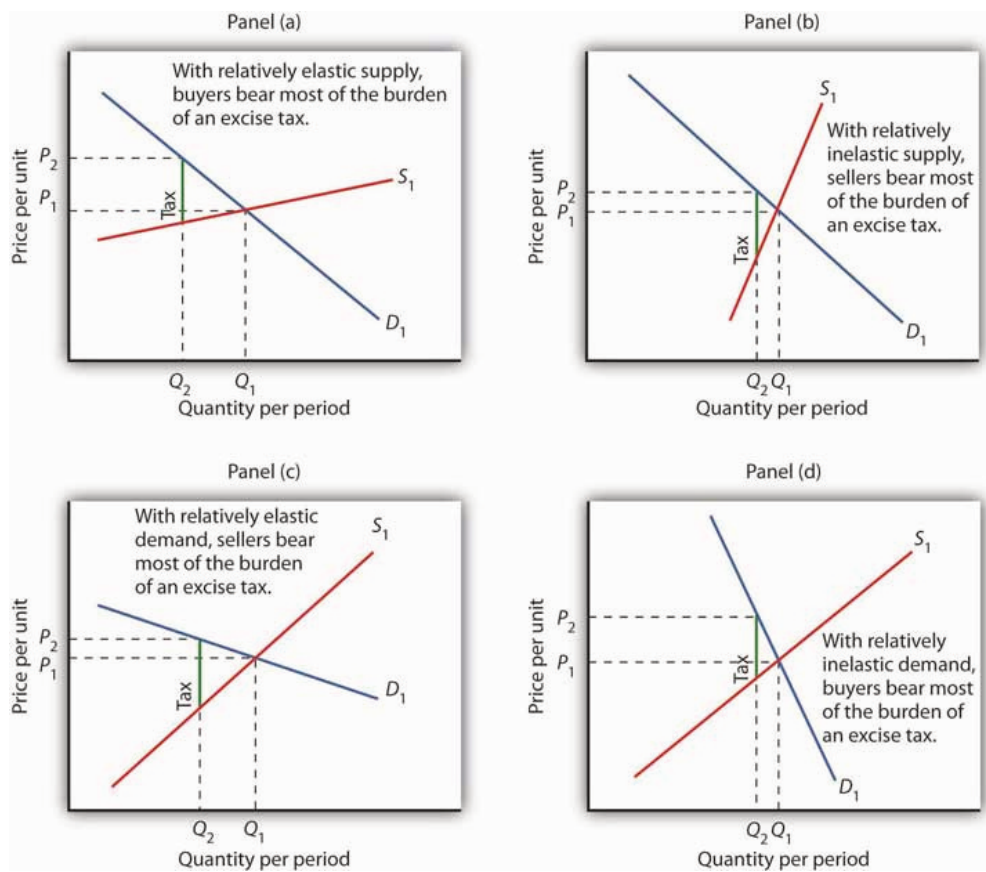 Panel (a)
With relatively elastic supply,
buyers bear most of the burden
of an excise tax.
Price per unit
P2
P1
Tax
S1
D1
Q2
Q1
Quantity per period
Panel (b)
S1
With relatively
inelastic supply,
sellers bear most
of the burden of
an excise tax.
Price per unit
P2
P1
Tax
D1
Q2
Q1
Quantity per period
Panel (c)
With relatively elastic
demand, sellers bear
most of the burden
of an excise tax.
S1
Price per unit
P2
P1
Tax
D1
Q2
Q1
Quantity per period
Panel (d)
S1
Price per unit
P2
P1
Tax
With relatively
inelastic demand,
buyers bear most
of the burden of
an excise tax.
D1
Q2
Q1
Quantity per period